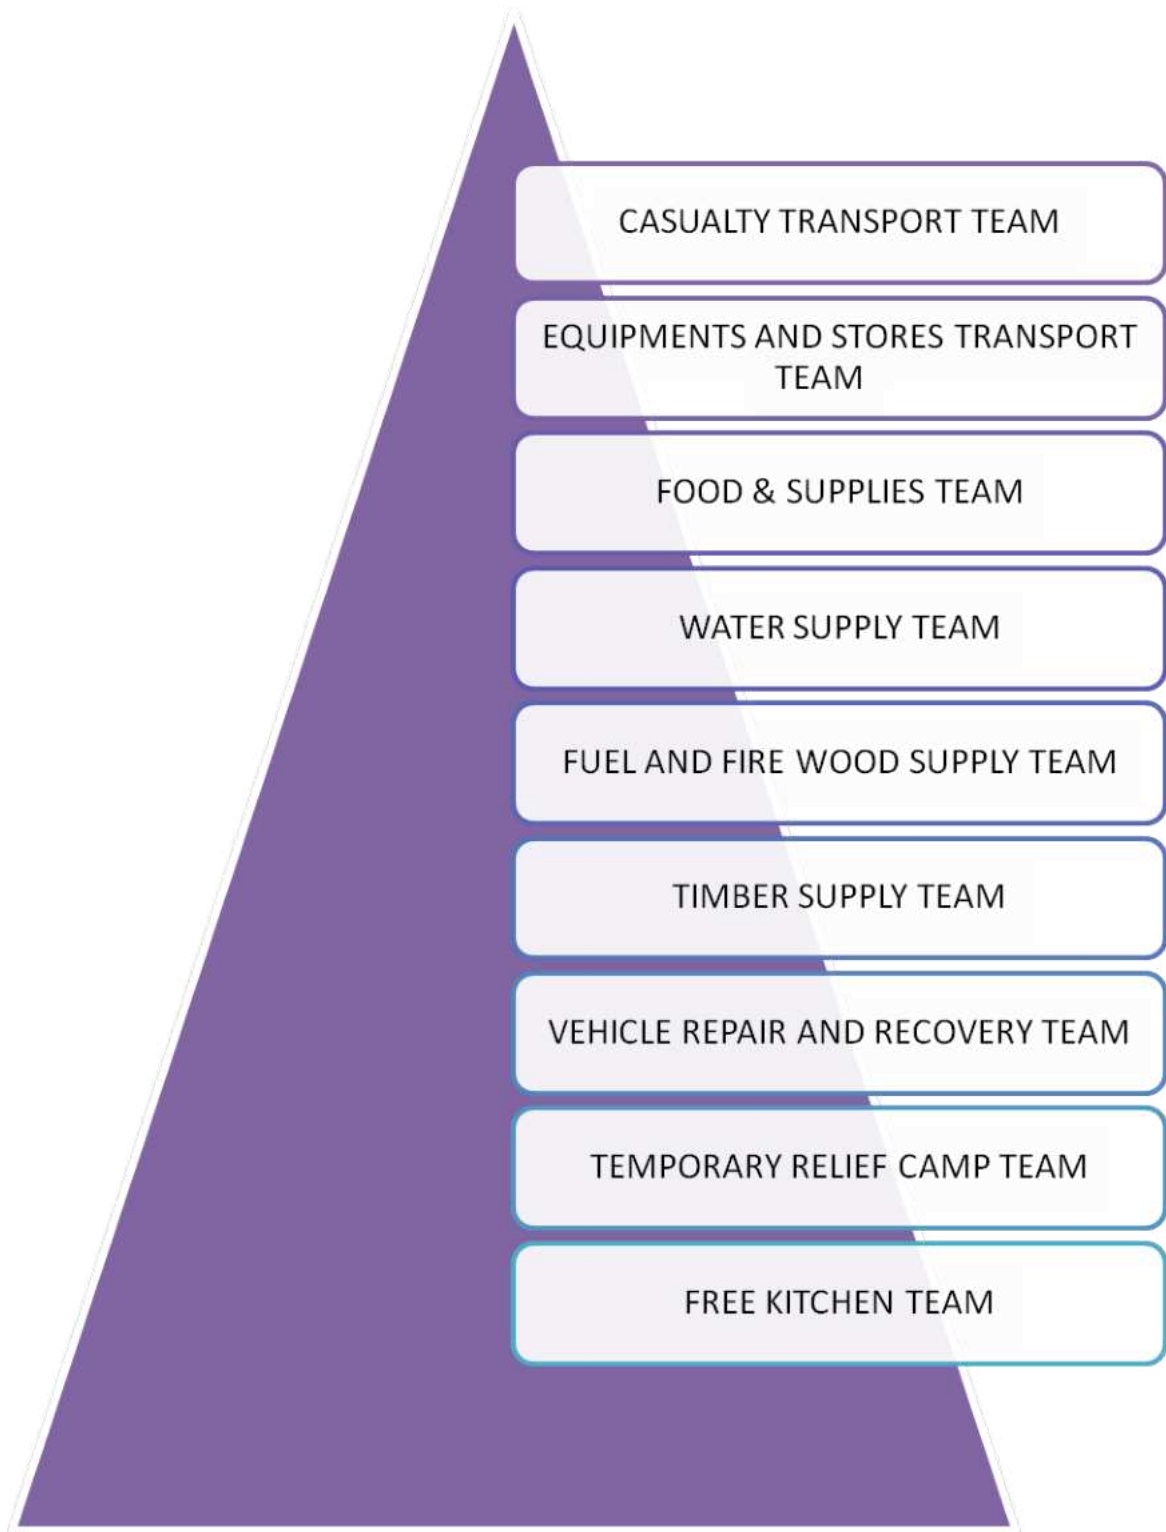 CASUALTY TRANSPORT TEAM
EQUIPMENTS AND STORES TRANSPORT
TEAM
FOOD & SUPPLIES TEAM
WATER SUPPLY TEAM
FUEL AND FIRE WOOD SUPPLY TEAM
TIMBER SUPPLY TEAM
VEHICLE REPAIR AND RECOVERY TEAM
TEMPORARY RELIEF CAMP TEAM
FREE KITCHEN TEAM